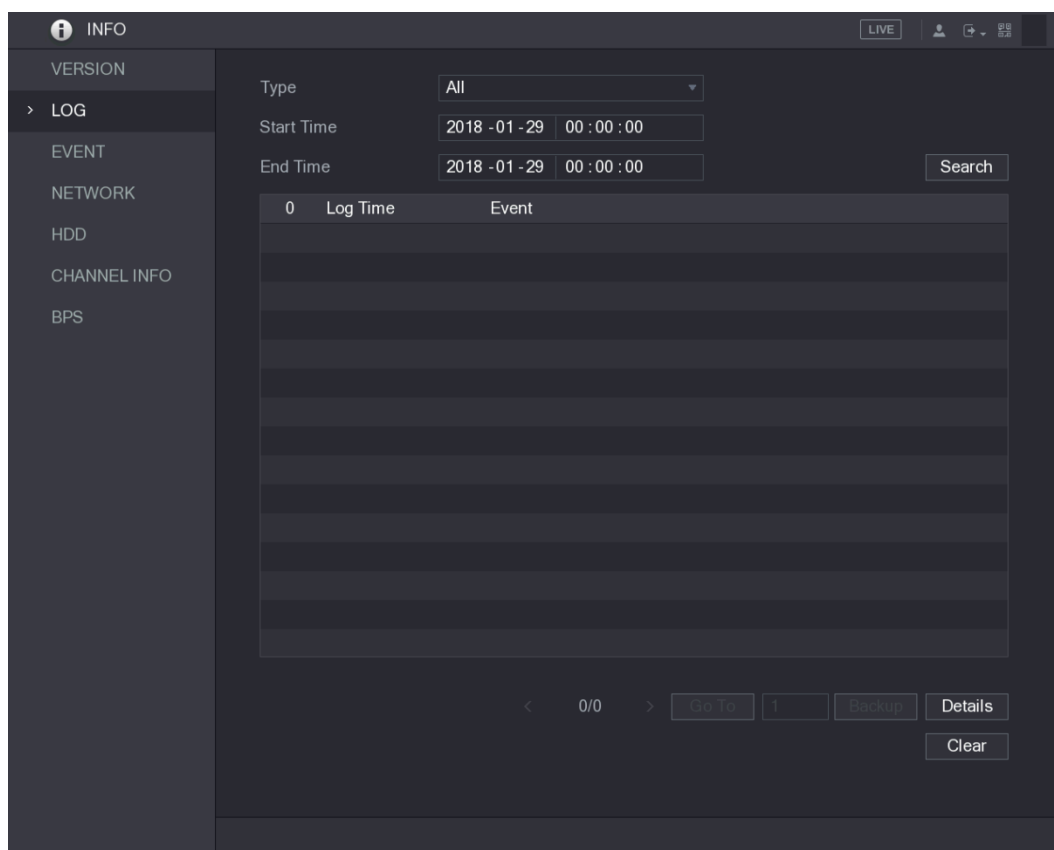 INFO LIVE
VERSION
LOG
EVENT
NETWORK
HDD
CHANNEL INFO
BPS
Type All
Start Time 2018 -01 -29 00 : 00 : 00
End Time 2018 -01 -29 00 : 00 : 00 Search
0 Log Time Event
< 0/0 > Go To 1 Backup Details
Clear